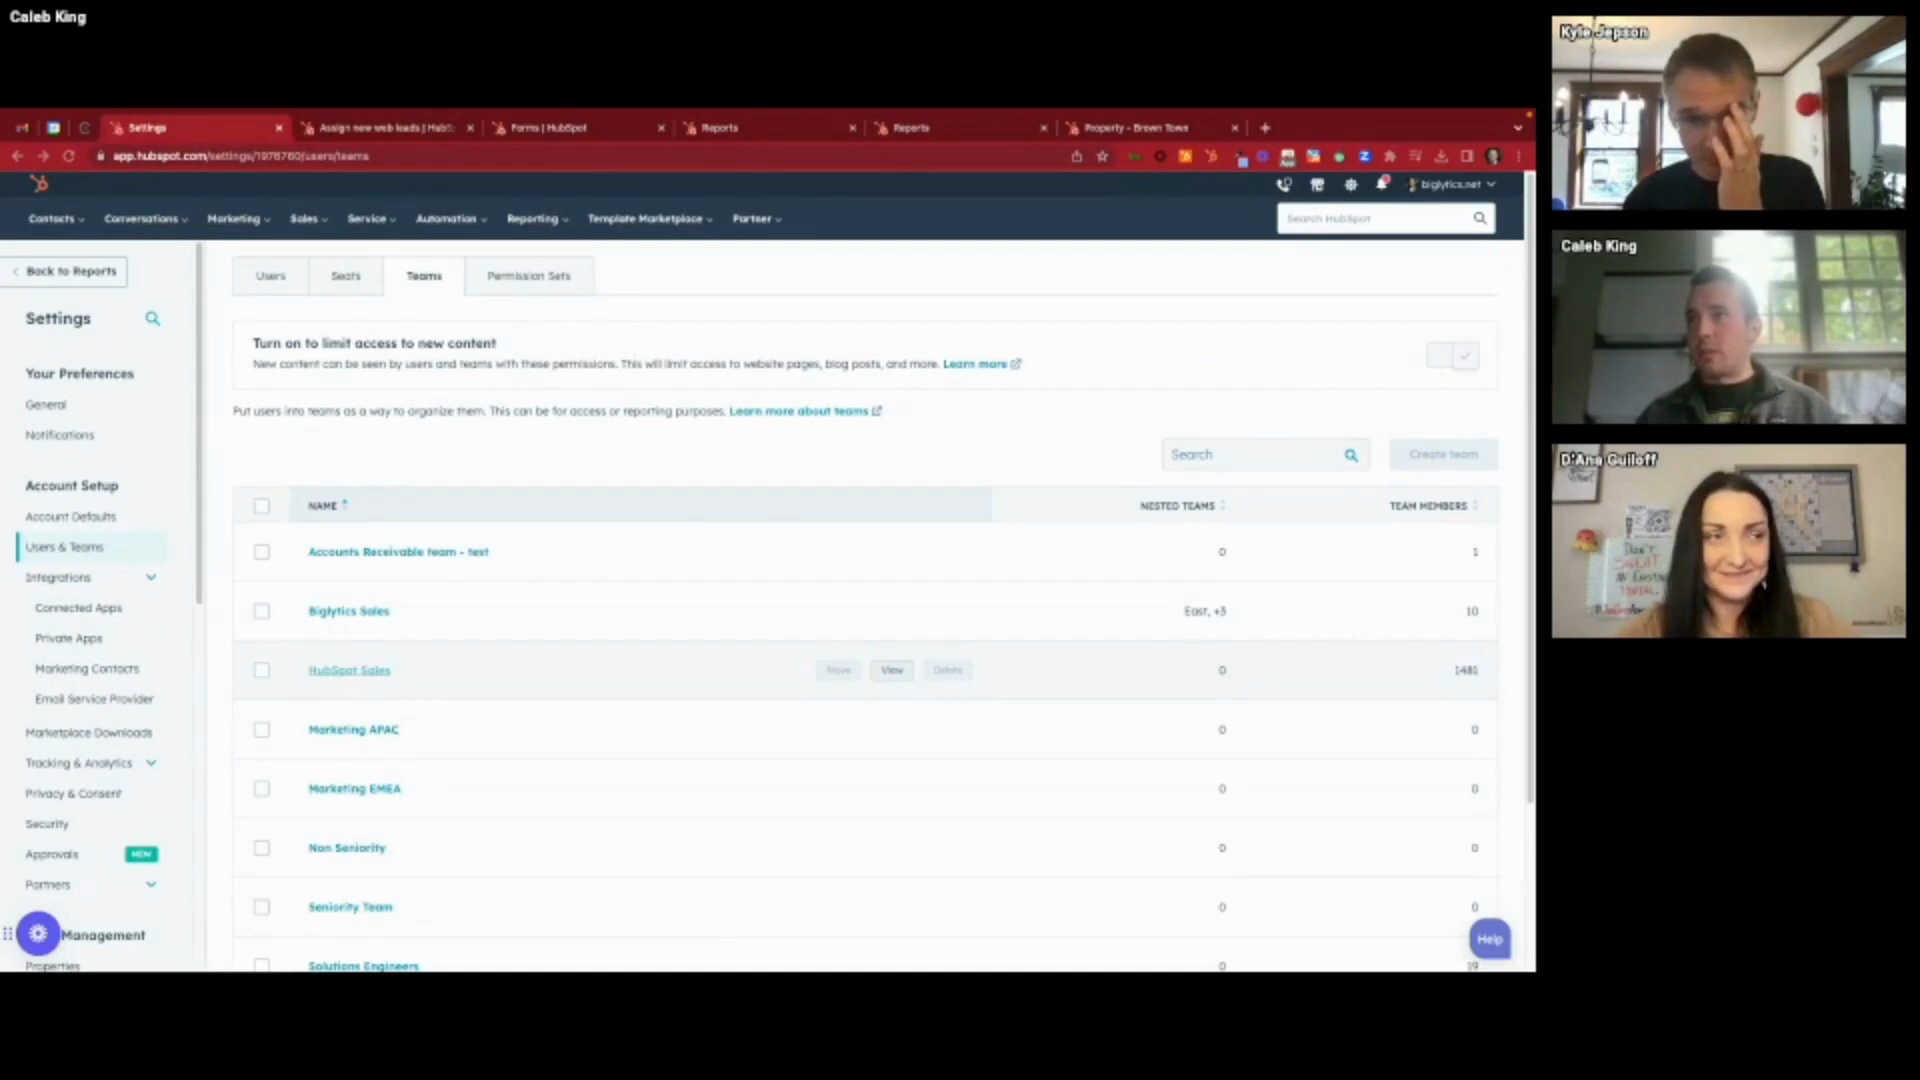 Caleb King
Settings
Assign new web leads | HubS
Forms | HubSpot
Reports
Reports
Property - Brown Town
app.hubspot.com/settings/1976760/users/teams
biglytics.net
Contacts
Conversations
Marketing
Sales
Service
Automation
Reporting
Template Marketplace
Partner
Search HubSpot
Back to Reports
Settings
Your Preferences
General
Notifications
Account Setup
Account Defaults
Users & Teams
Integrations
Connected Apps
Private Apps
Marketing Contacts
Email Service Provider
Marketplace Downloads
Tracking & Analytics
Privacy & Consent
Security
Approvals NEW
Partners
Management
Properties
Users
Seats
Teams
Permission Sets
Turn on to limit access to new content
New content can be seen by users and teams with these permissions. This will limit access to website pages, blog posts, and more. Learn more
Put users into teams as a way to organize them. This can be for access or reporting purposes. Learn more about teams
Search
Create team
NAME NESTED TEAMS TEAM MEMBERS
Accounts Receivable team - test 0 1
Biglytics Sales East, +3 10
HubSpot Sales Move View Delete 0 1481
Marketing APAC 0 0
Marketing EMEA 0 0
Non Seniority 0 0
Seniority Team 0 0
Solutions Engineers 0 19
Help
Kyle Jepson
Caleb King
D'Ana Guiloff
DON'T